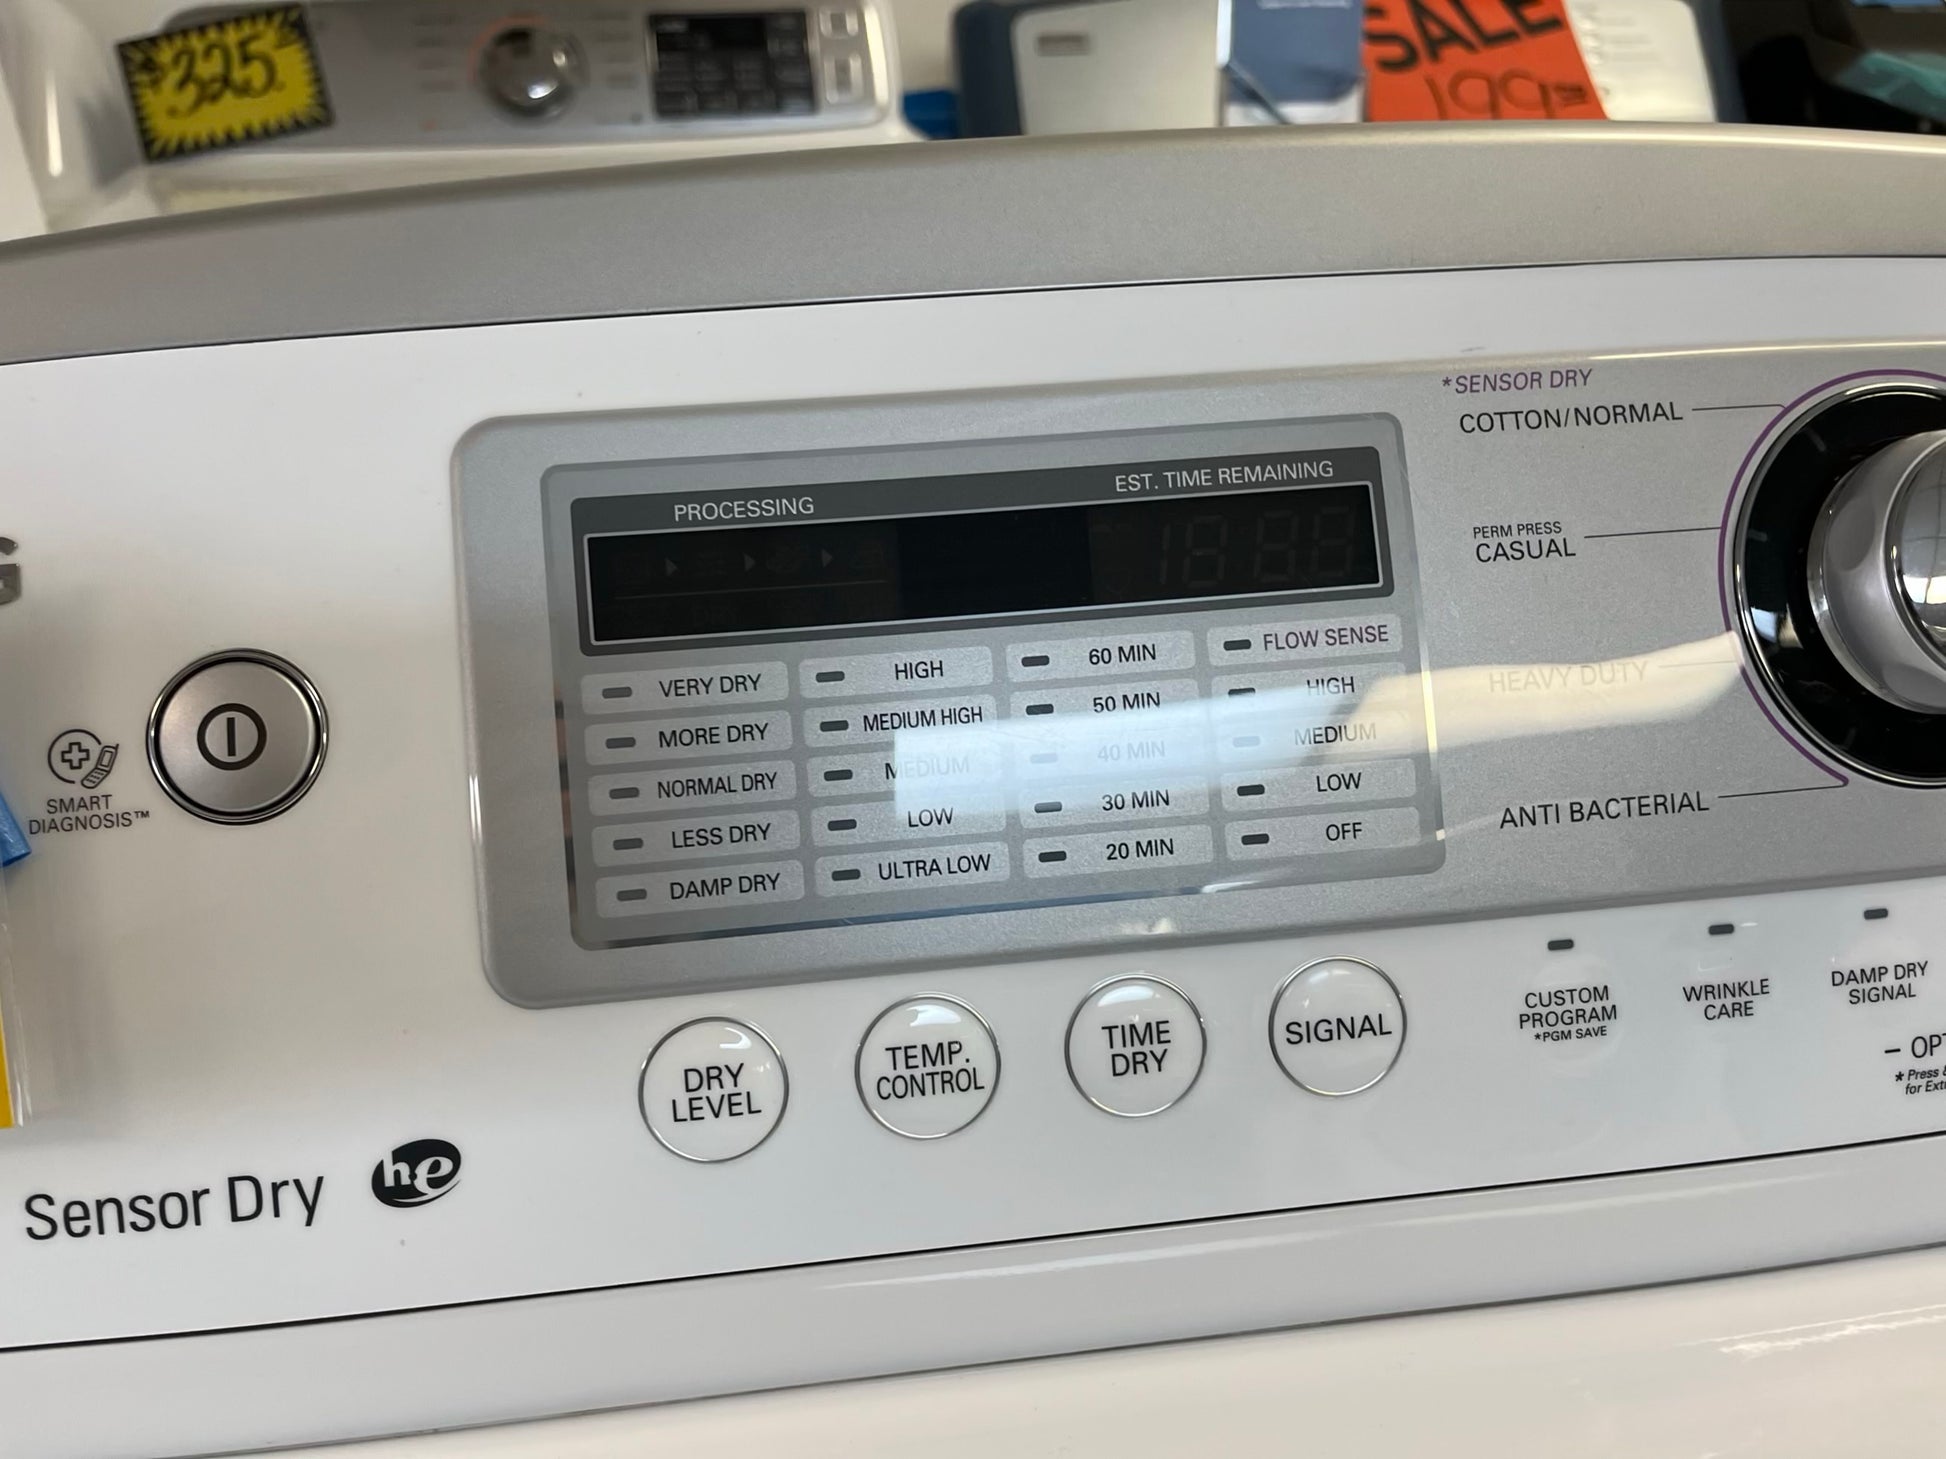 $325
SALE
199
*SENSOR DRY
COTTON/NORMAL
PERM PRESS
CASUAL
HEAVY DUTY
ANTI BACTERIAL
PROCESSING
EST. TIME REMAINING
VERY DRY
MORE DRY
NORMAL DRY
LESS DRY
DAMP DRY
HIGH
MEDIUM HIGH
MEDIUM
LOW
ULTRA LOW
60 MIN
50 MIN
40 MIN
30 MIN
20 MIN
FLOW SENSE
HIGH
MEDIUM
LOW
OFF
SMART
DIAGNOSIS™
DRY
LEVEL
TEMP.
CONTROL
TIME
DRY
SIGNAL
CUSTOM
PROGRAM
*PGM SAVE
WRINKLE
CARE
DAMP DRY
SIGNAL
* Press
for
Sensor Dry he